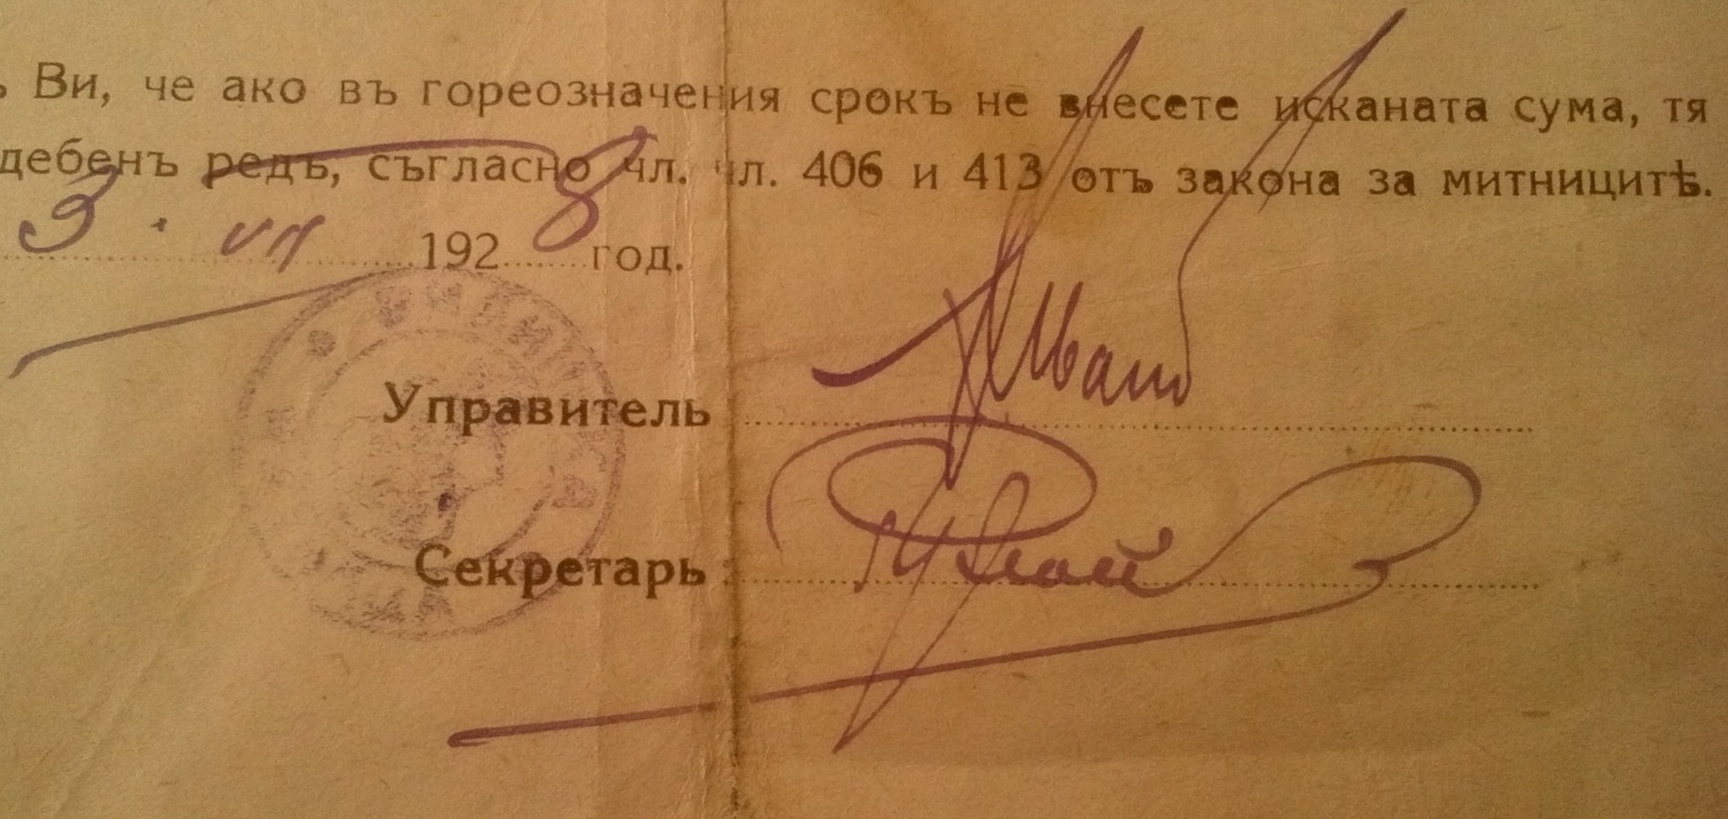 ъ Ви, че ако въ гореозначения срокъ не внесете исканата сума, тя
дебенъ редъ, съгласно чл. чл. 406 и 413 отъ закона за митницитѣ.
3. VII 1928 год.
Управитель
Секретарь: